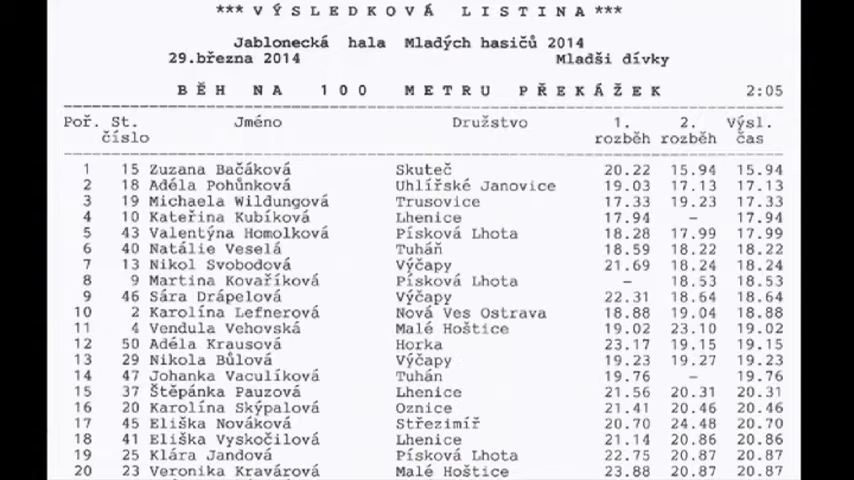 *** V Ý S L E D K O V Á   L I S T I N A ***
Jablonecká hala Mladých hasičů 2014
29.března 2014 Mladši dívky
B Ě H   N A   1 0 0   M E T R U   P Ř E K Á Ž E K 2:05
Poř. St. Jméno Družstvo 1. 2. Výsl.
číslo rozběh rozběh čas
1 15 Zuzana Bačáková Skuteč 20.22 15.94 15.94
2 18 Adéla Pohůnková Uhlířské Janovice 19.03 17.13 17.13
3 19 Michaela Wildungová Trusovice 17.33 19.23 17.33
4 10 Kateřina Kubíková Lhenice 17.94 – 17.94
5 43 Valentýna Homolková Písková Lhota 18.28 17.99 17.99
6 40 Natálie Veselá Tuháň 18.59 18.22 18.22
7 13 Nikol Svobodová Výčapy 21.69 18.24 18.24
8 9 Martina Kovaříková Písková Lhota – 18.53 18.53
9 46 Sára Drápelová Výčapy 22.31 18.64 18.64
10 2 Karolína Lefnerová Nová Ves Ostrava 18.88 19.04 18.88
11 4 Vendula Vehovská Malé Hoštice 19.02 23.10 19.02
12 50 Adéla Krausová Horka 23.17 19.15 19.15
13 29 Nikola Bůlová Výčapy 19.23 19.27 19.23
14 47 Johanka Vaculíková Tuhán 19.76 – 19.76
15 37 Štěpánka Pauzová Lhenice 21.56 20.31 20.31
16 20 Karolína Skýpalová Oznice 21.41 20.46 20.46
17 45 Eliška Nováková Střezimíř 20.70 24.48 20.70
18 41 Eliška Vyskočilová Lhenice 21.14 20.86 20.86
19 25 Klára Jandová Písková Lhota 22.75 20.87 20.87
20 23 Veronika Kravárová Malé Hoštice 23.88 20.87 20.87